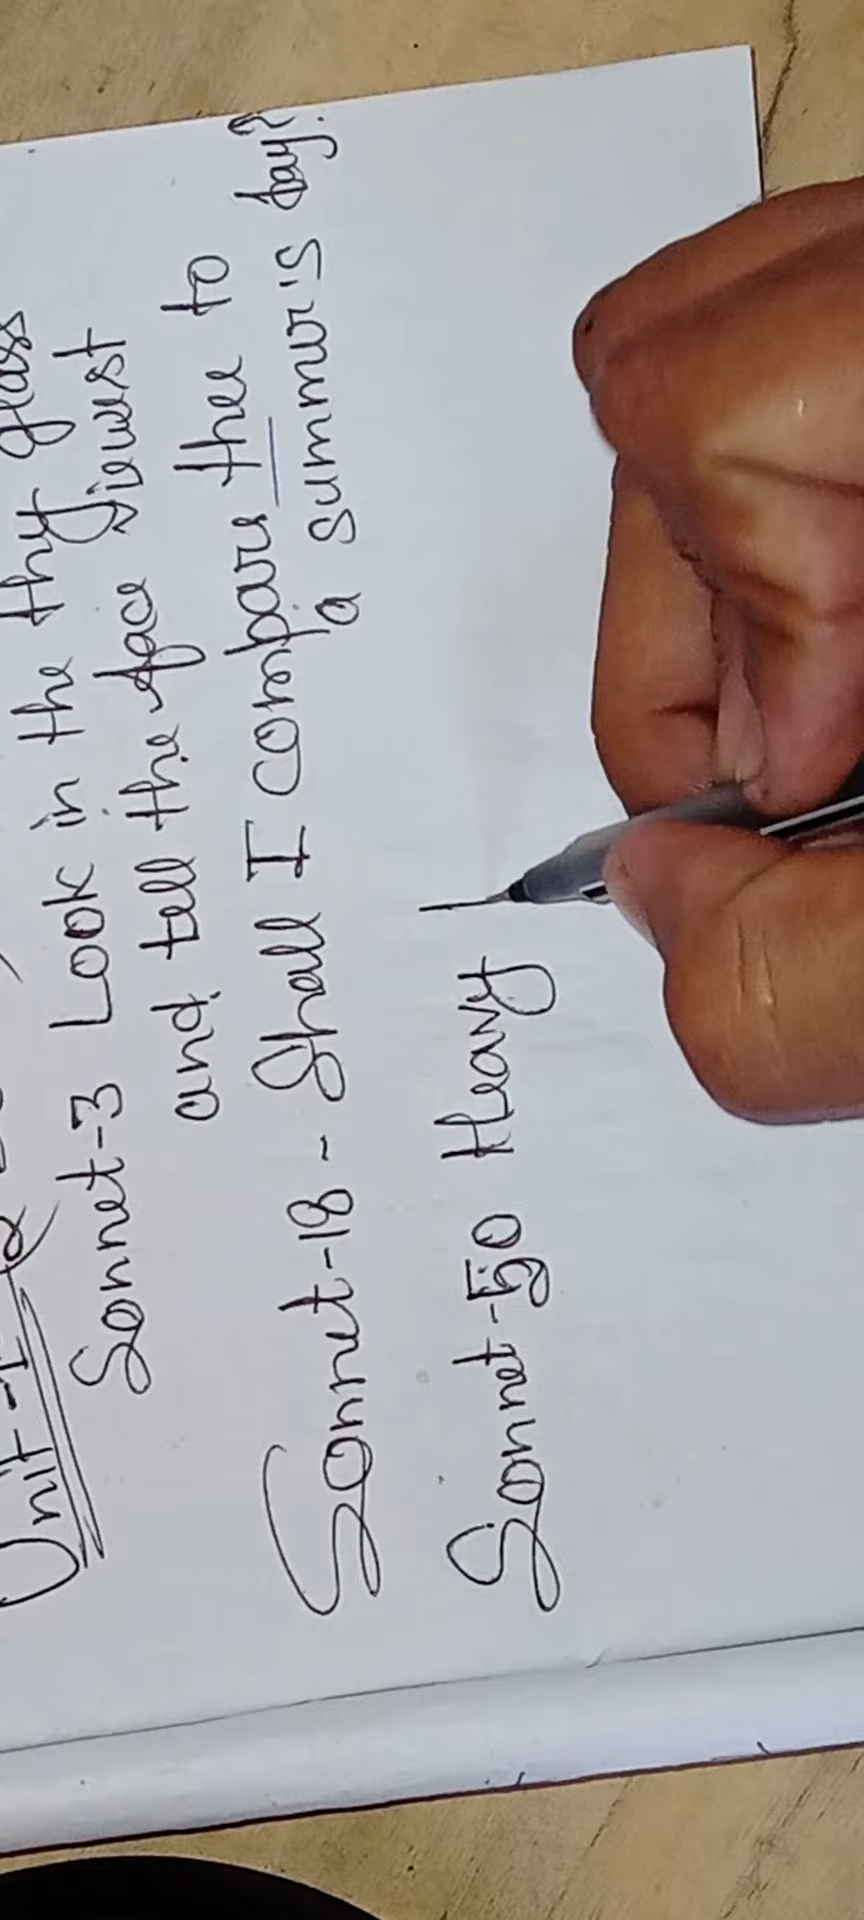 Unit-I
Sonnet-3 Look in the thy glass
and tell the face viewest
Sonnet-18 - Shall I compare thee to
a summer's day?
Sonnet-50 Heavy